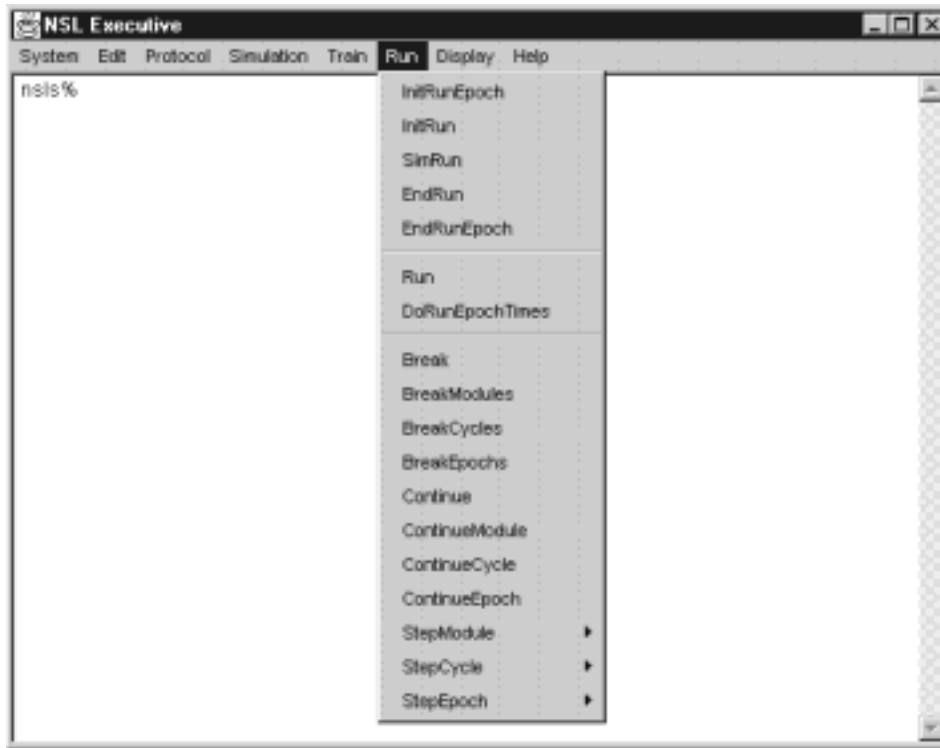 NSL Executive
System Edit Protocol Simulation Train Run Display Help
nsls%
InitRunEpoch
InitRun
SimRun
EndRun
EndRunEpoch
Run
DoRunEpochTimes
Break
BreakModules
BreakCycles
BreakEpochs
Continue
ContinueModule
ContinueCycle
ContinueEpoch
StepModule
StepCycle
StepEpoch